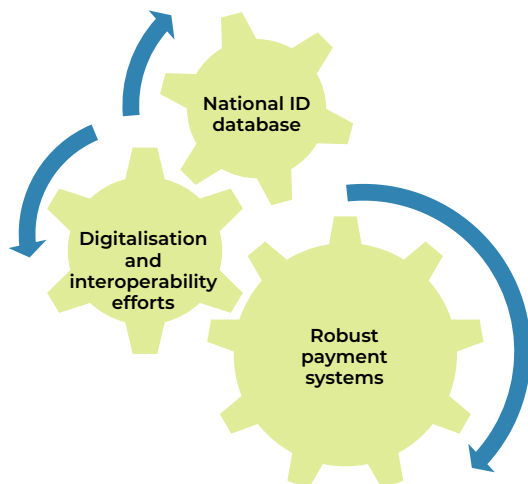 National ID
database
Digitalisation
and
interoperability
efforts
Robust
payment
systems